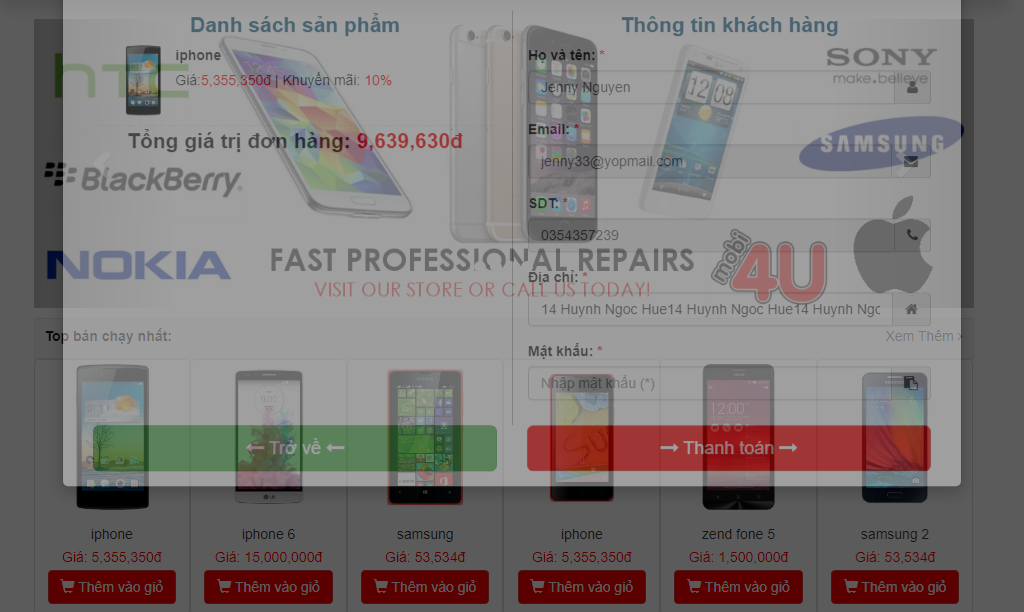 Danh sách sản phẩm
iphone
Giá:5,355,350đ | Khuyến mãi: 10%
Tổng giá trị đơn hàng: 9,639,630đ
Thông tin khách hàng
Họ và tên: *
Jenny Nguyen
Email: *
jenny33@yopmail.com
SDT: *
0354357239
Địa chỉ: *
14 Huynh Ngoc Hue14 Huynh Ngoc Hue14 Huynh Ngc
Mật khẩu: *
Nhập mật khẩu (*)
← Trở về ←
→ Thanh toán →
hTC
BlackBerry
NOKIA
SONY
make.believe
SAMSUNG
FAST PROFESSIONAL REPAIRS
VISIT OUR STORE OR CALL US TODAY!
mobi
4U
Top bán chạy nhất:
Xem Thêm
iphone
Giá: 5,355,350đ
Thêm vào giỏ
iphone 6
Giá: 15,000,000đ
Thêm vào giỏ
samsung
Giá: 53,534đ
Thêm vào giỏ
iphone
Giá: 5,355,350đ
Thêm vào giỏ
zend fone 5
Giá: 1,500,000đ
Thêm vào giỏ
samsung 2
Giá: 53,534đ
Thêm vào giỏ